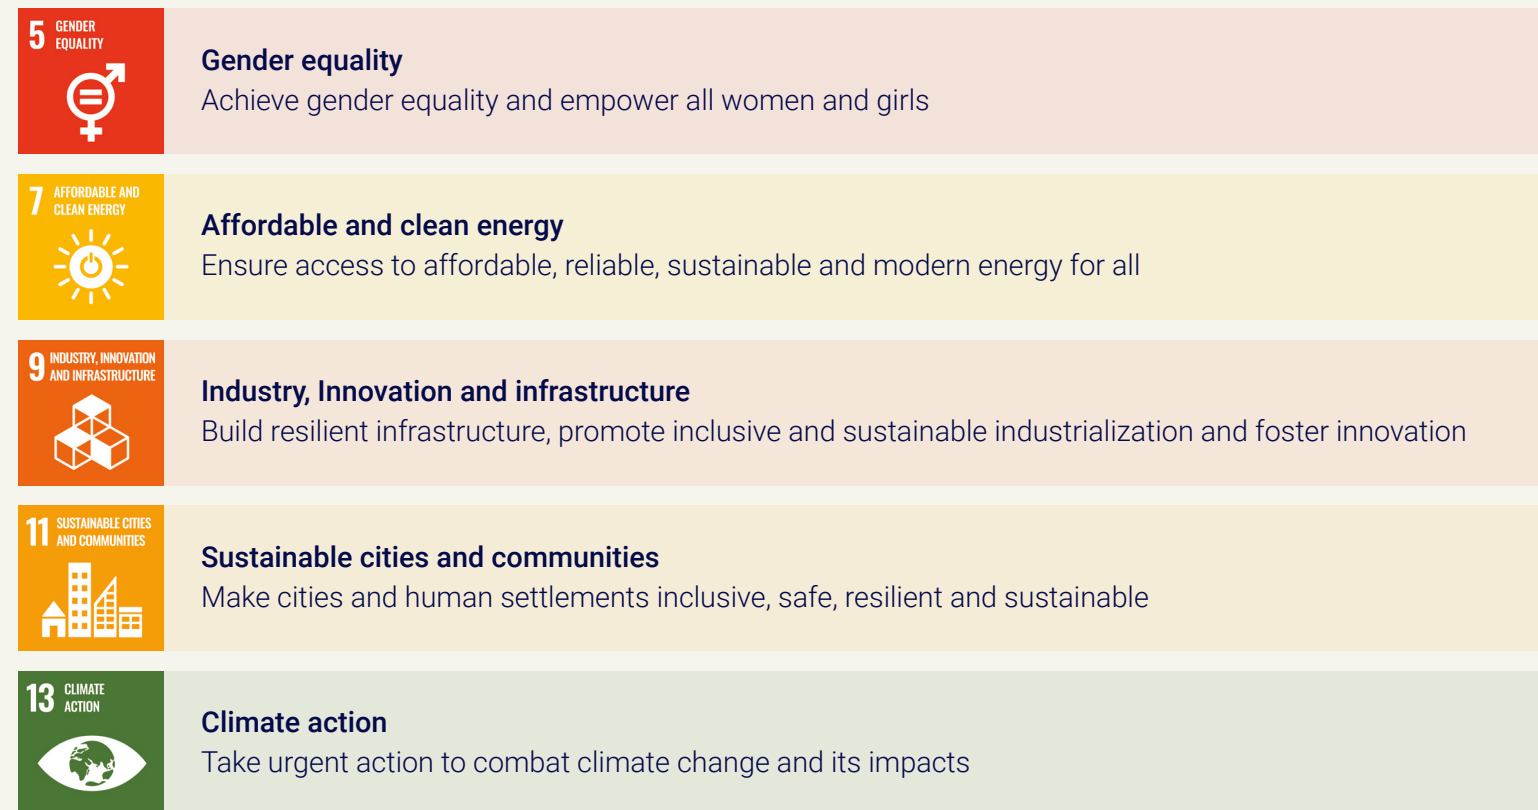 5 GENDER
EQUALITY
Gender equality
Achieve gender equality and empower all women and girls
7 AFFORDABLE AND
CLEAN ENERGY
Affordable and clean energy
Ensure access to affordable, reliable, sustainable and modern energy for all
9 INDUSTRY, INNOVATION
AND INFRASTRUCTURE
Industry, Innovation and infrastructure
Build resilient infrastructure, promote inclusive and sustainable industrialization and foster innovation
11 SUSTAINABLE CITIES
AND COMMUNITIES
Sustainable cities and communities
Make cities and human settlements inclusive, safe, resilient and sustainable
13 CLIMATE
ACTION
Climate action
Take urgent action to combat climate change and its impacts